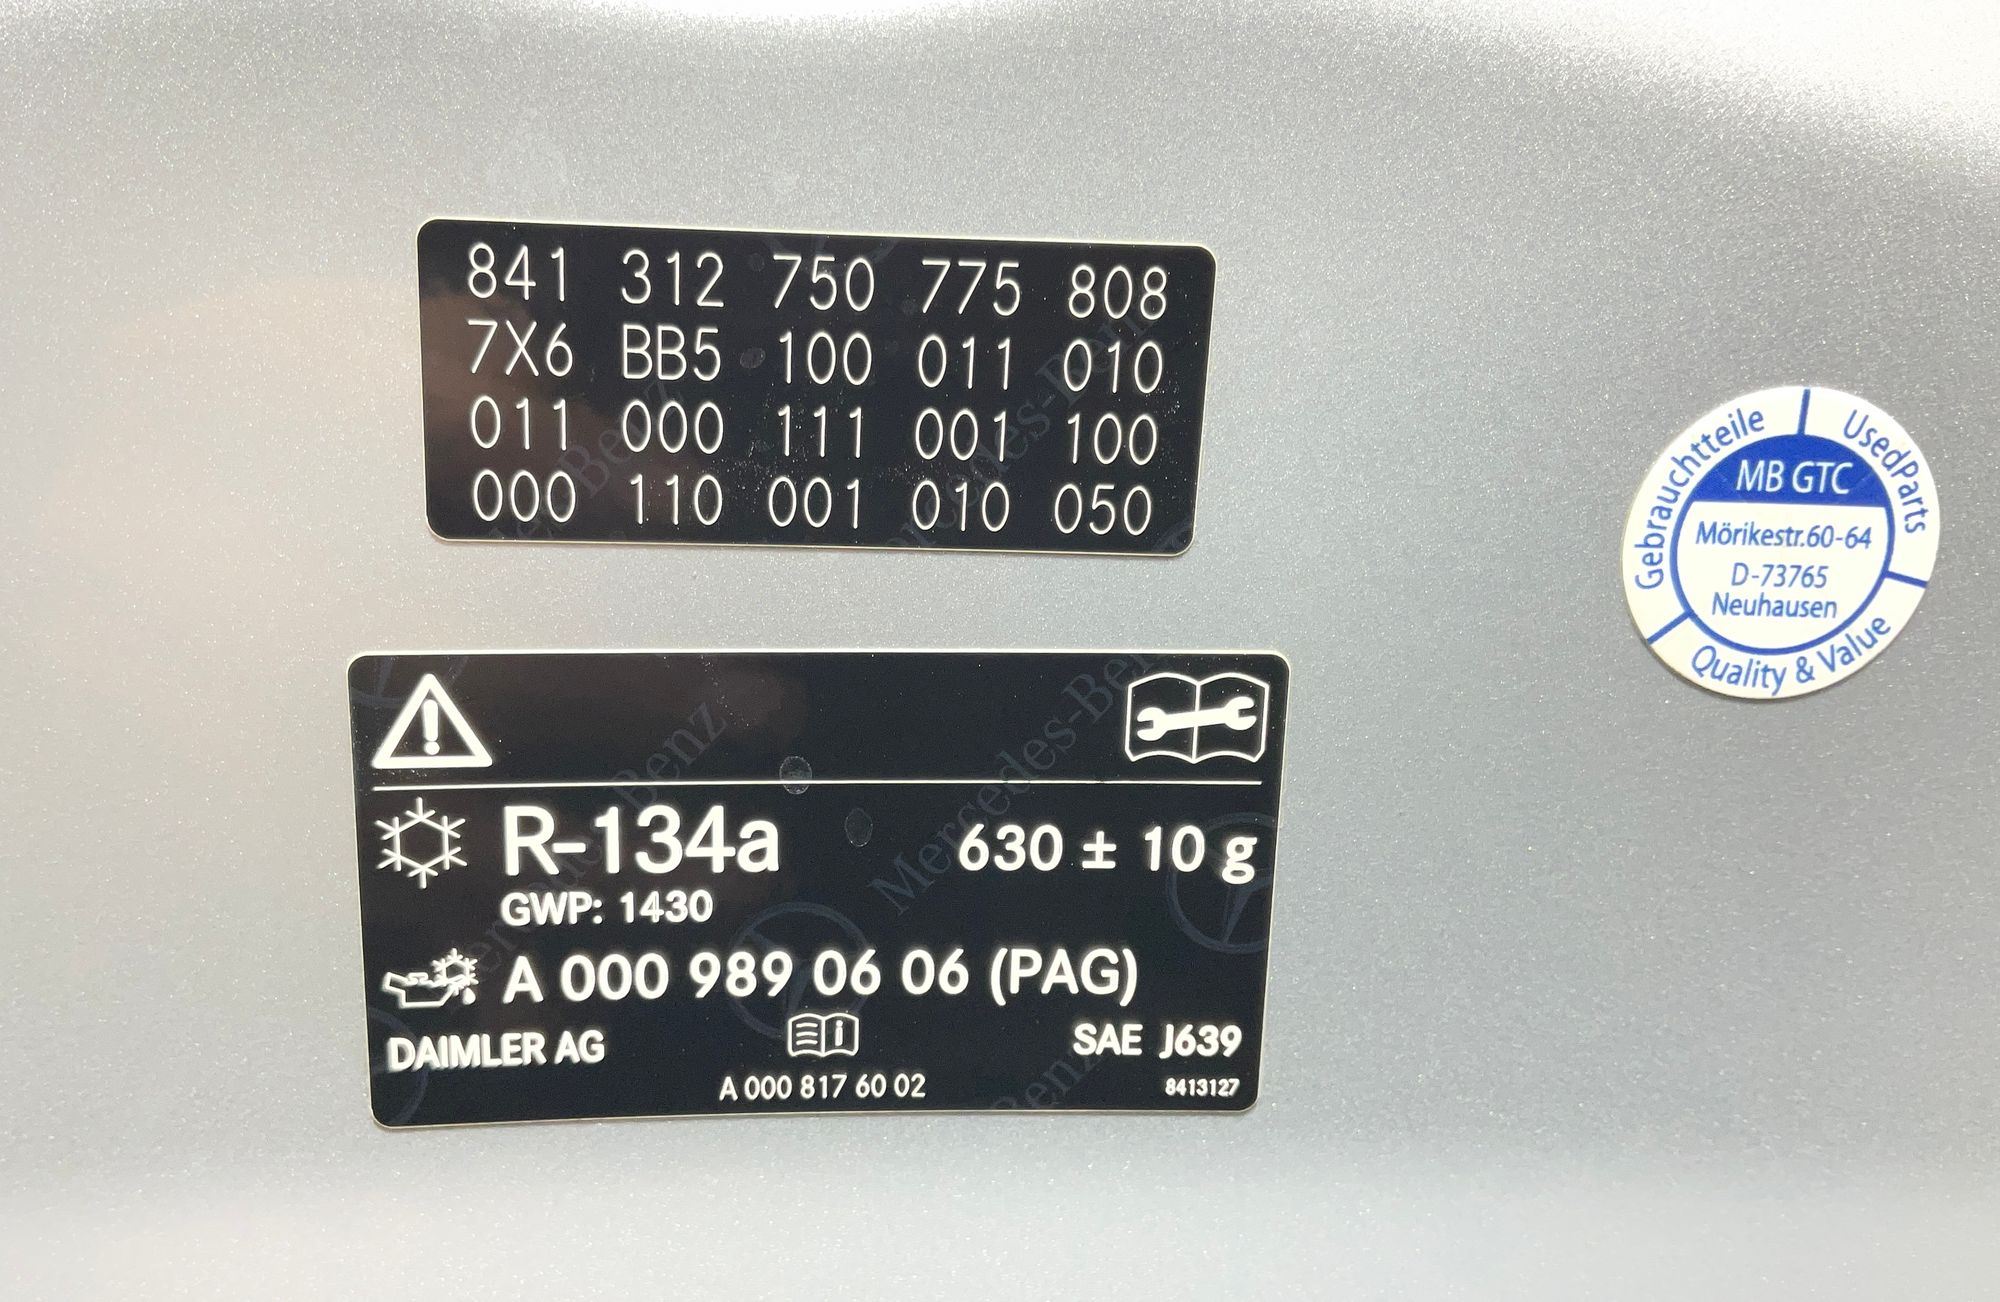 841 312 750 775 808
7X6 BB5 100 011 010
011 000 111 001 100
000 110 001 010 050
Gebrauchtteile
UsedParts
MB GTC
Mörikestr.60-64
D-73765
Neuhausen
Quality & Value
R-134a 630 ± 10 g
GWP: 1430
A 000 989 06 06 (PAG)
DAIMLER AG SAE J639
A 000 817 60 02 8413127
Mercedes-Benz